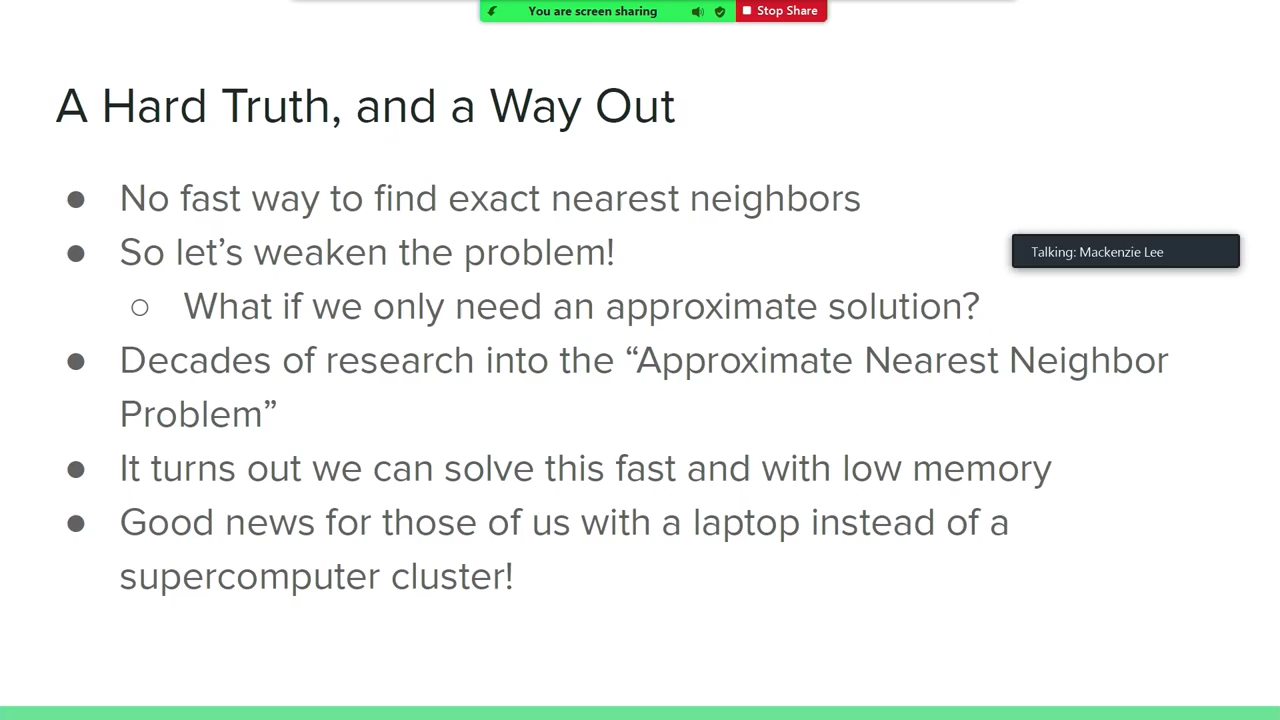 You are screen sharing
Stop Share
A Hard Truth, and a Way Out
● No fast way to find exact nearest neighbors
● So let’s weaken the problem!
Talking: Mackenzie Lee
○ What if we only need an approximate solution?
● Decades of research into the “Approximate Nearest Neighbor
Problem”
● It turns out we can solve this fast and with low memory
● Good news for those of us with a laptop instead of a
supercomputer cluster!